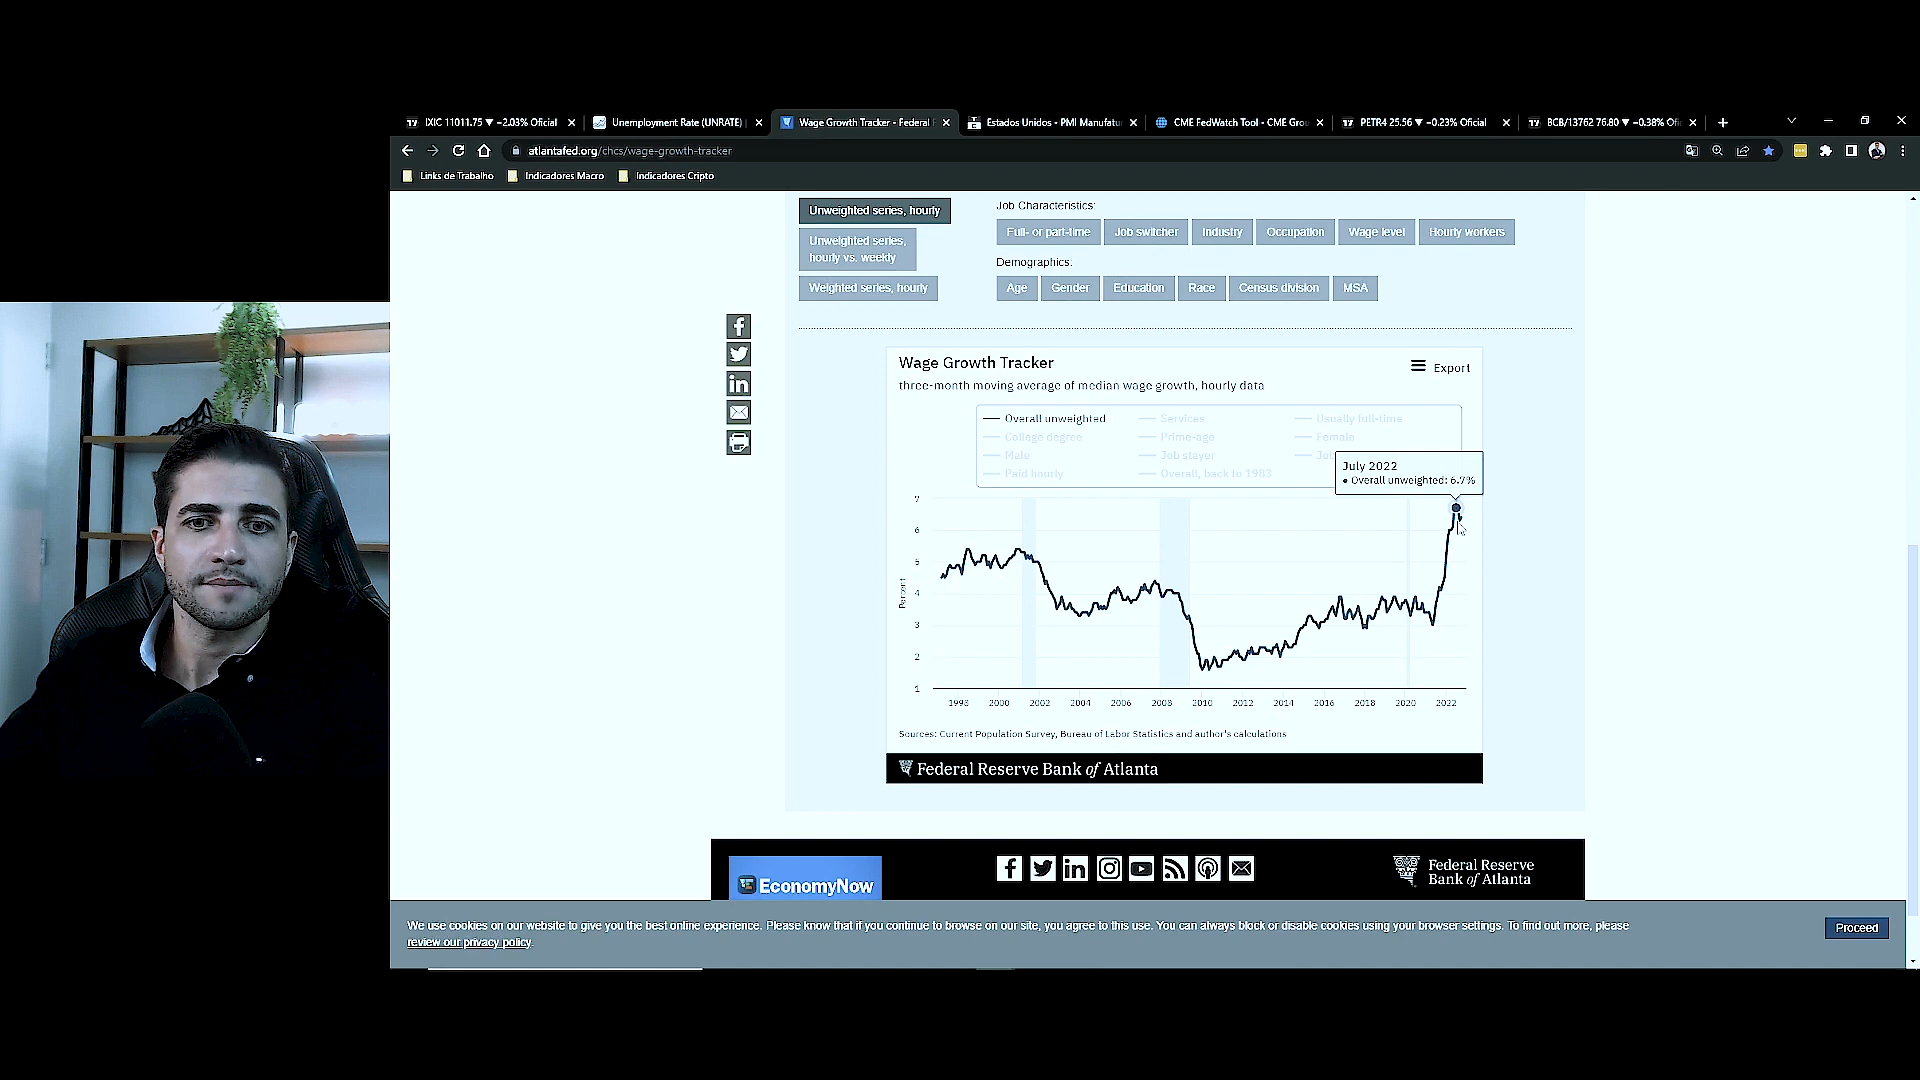 IXIC 11011.75 ▼ −2.03% Oficial
Unemployment Rate (UNRATE) |
Wage Growth Tracker - Federal
Estados Unidos - PMI Manufatu
CME FedWatch Tool - CME Gro
PETR4 25.56 ▼ −0.23% Oficial
BCB/13762 76.80 ▼ −0.38% Ofi
atlantafed.org/chcs/wage-growth-tracker
Links de Trabalho
Indicadores Macro
Indicadores Cripto
Unweighted series, hourly
Unweighted series,
hourly vs. weekly
Weighted series, hourly
Job Characteristics:
Full- or part-time
Job switcher
Industry
Occupation
Wage level
Hourly workers
Demographics:
Age
Gender
Education
Race
Census division
MSA
Wage Growth Tracker
Export
three-month moving average of median wage growth, hourly data
Overall unweighted
Services
Usually full-time
College degree
Prime-age
Female
Male
Job stayer
Paid hourly
Overall, back to 1983
July 2022
• Overall unweighted: 6.7%
Percent
7
6
5
4
3
2
1
1998 2000 2002 2004 2006 2008 2010 2012 2014 2016 2018 2020 2022
Sources: Current Population Survey, Bureau of Labor Statistics and author's calculations
Federal Reserve Bank of Atlanta
EconomyNow
Federal Reserve
Bank of Atlanta
We use cookies on our website to give you the best online experience. Please know that if you continue to browse on our site, you agree to this use. You can always block or disable cookies using your browser settings. To find out more, please
review our privacy policy.
Proceed